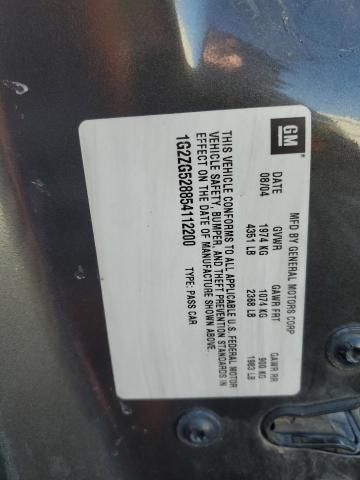 GM
MFD BY GENERAL MOTORS CORP
DATE GVWR GAWR FRT GAWR RR
08/04 1974 KG 1074 KG 900 KG
4351 LB 2368 LB 1983 LB
THIS VEHICLE CONFORMS TO ALL APPLICABLE U.S. FEDERAL MOTOR
VEHICLE SAFETY, BUMPER, AND THEFT PREVENTION STANDARDS IN
EFFECT ON THE DATE OF MANUFACTURE SHOWN ABOVE.
1G2ZG528854112200 TYPE: PASS CAR